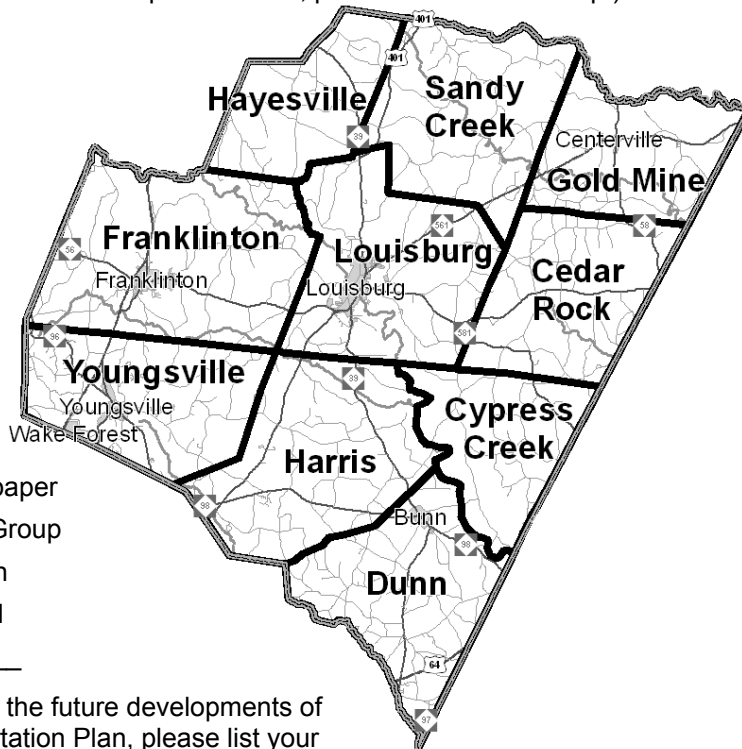 401
401
Hayesville
Sandy
Creek
39
Centerville
Gold Mine
561
58
Franklinton
Louisburg
56
Franklinton
Louisburg
Cedar
Rock
581
96
Youngsville
39
Youngsville
Wake Forest
Cypress
Creek
Harris
paper
98
Group
Bunn
98
Dunn
64
the future developments of
tation Plan, please list your
97